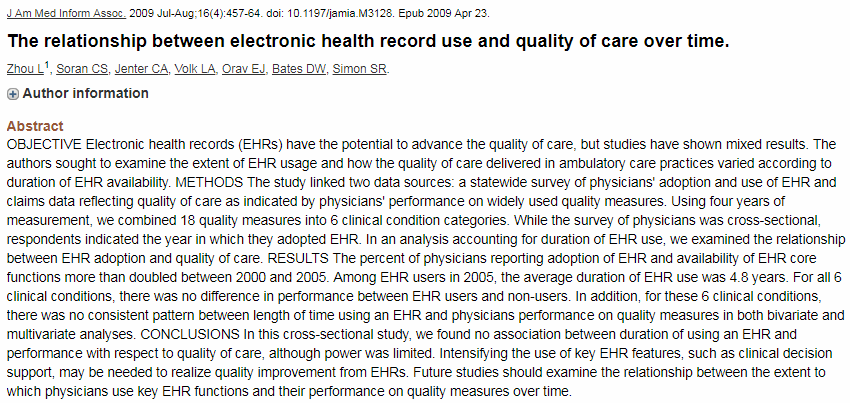 J Am Med Inform Assoc. 2009 Jul-Aug;16(4):457-64. doi: 10.1197/jamia.M3128. Epub 2009 Apr 23.
The relationship between electronic health record use and quality of care over time.
Zhou L1, Soran CS, Jenter CA, Volk LA, Orav EJ, Bates DW, Simon SR.
Author information
Abstract
OBJECTIVE Electronic health records (EHRs) have the potential to advance the quality of care, but studies have shown mixed results. The
authors sought to examine the extent of EHR usage and how the quality of care delivered in ambulatory care practices varied according to
duration of EHR availability. METHODS The study linked two data sources: a statewide survey of physicians' adoption and use of EHR and
claims data reflecting quality of care as indicated by physicians' performance on widely used quality measures. Using four years of
measurement, we combined 18 quality measures into 6 clinical condition categories. While the survey of physicians was cross-sectional,
respondents indicated the year in which they adopted EHR. In an analysis accounting for duration of EHR use, we examined the relationship
between EHR adoption and quality of care. RESULTS The percent of physicians reporting adoption of EHR and availability of EHR core
functions more than doubled between 2000 and 2005. Among EHR users in 2005, the average duration of EHR use was 4.8 years. For all 6
clinical conditions, there was no difference in performance between EHR users and non-users. In addition, for these 6 clinical conditions,
there was no consistent pattern between length of time using an EHR and physicians performance on quality measures in both bivariate and
multivariate analyses. CONCLUSIONS In this cross-sectional study, we found no association between duration of using an EHR and
performance with respect to quality of care, although power was limited. Intensifying the use of key EHR features, such as clinical decision
support, may be needed to realize quality improvement from EHRs. Future studies should examine the relationship between the extent to
which physicians use key EHR functions and their performance on quality measures over time.